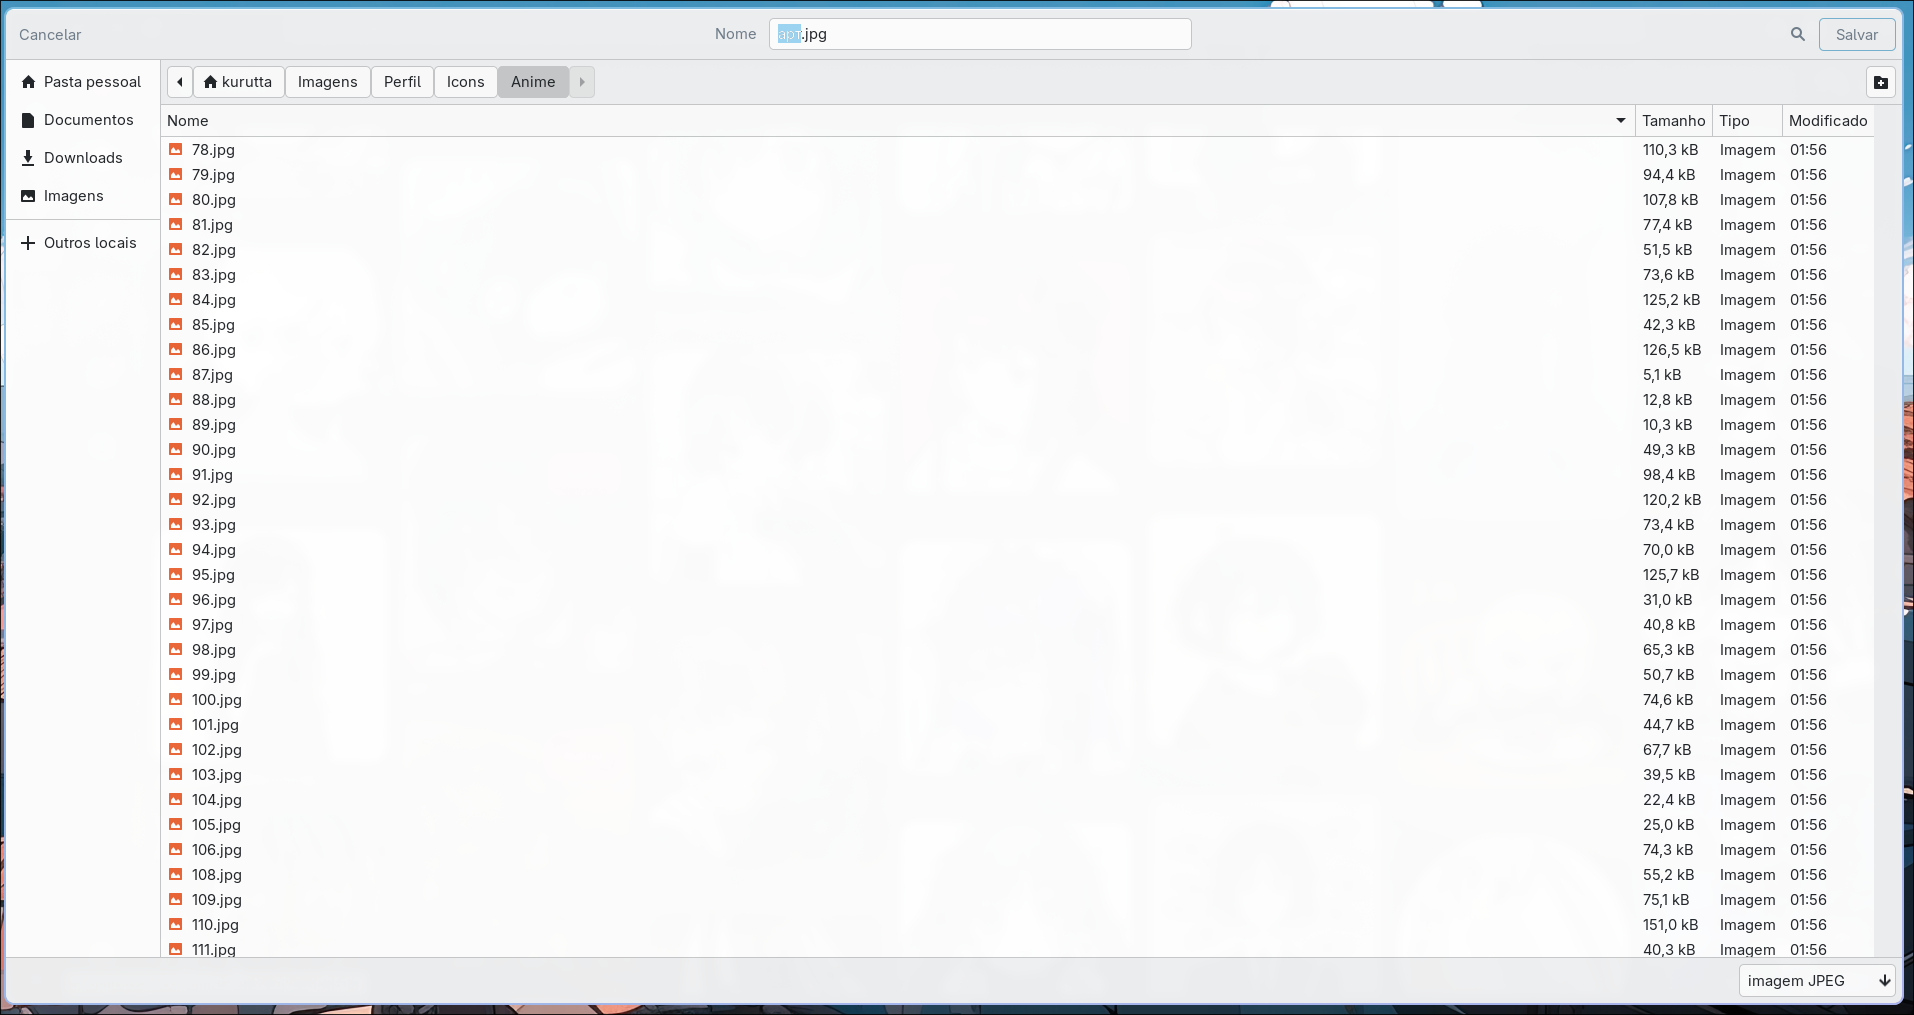 Cancelar
Nome
арт.jpg
Salvar
Pasta pessoal
Documentos
Downloads
Imagens
Outros locais
kurutta
Imagens
Perfil
Icons
Anime
Nome Tamanho Tipo Modificado
78.jpg 110,3 kB Imagem 01:56
79.jpg 94,4 kB Imagem 01:56
80.jpg 107,8 kB Imagem 01:56
81.jpg 77,4 kB Imagem 01:56
82.jpg 51,5 kB Imagem 01:56
83.jpg 73,6 kB Imagem 01:56
84.jpg 125,2 kB Imagem 01:56
85.jpg 42,3 kB Imagem 01:56
86.jpg 126,5 kB Imagem 01:56
87.jpg 5,1 kB Imagem 01:56
88.jpg 12,8 kB Imagem 01:56
89.jpg 10,3 kB Imagem 01:56
90.jpg 49,3 kB Imagem 01:56
91.jpg 98,4 kB Imagem 01:56
92.jpg 120,2 kB Imagem 01:56
93.jpg 73,4 kB Imagem 01:56
94.jpg 70,0 kB Imagem 01:56
95.jpg 125,7 kB Imagem 01:56
96.jpg 31,0 kB Imagem 01:56
97.jpg 40,8 kB Imagem 01:56
98.jpg 65,3 kB Imagem 01:56
99.jpg 50,7 kB Imagem 01:56
100.jpg 74,6 kB Imagem 01:56
101.jpg 44,7 kB Imagem 01:56
102.jpg 67,7 kB Imagem 01:56
103.jpg 39,5 kB Imagem 01:56
104.jpg 22,4 kB Imagem 01:56
105.jpg 25,0 kB Imagem 01:56
106.jpg 74,3 kB Imagem 01:56
108.jpg 55,2 kB Imagem 01:56
109.jpg 75,1 kB Imagem 01:56
110.jpg 151,0 kB Imagem 01:56
111.jpg 40,3 kB Imagem 01:56
imagem JPEG